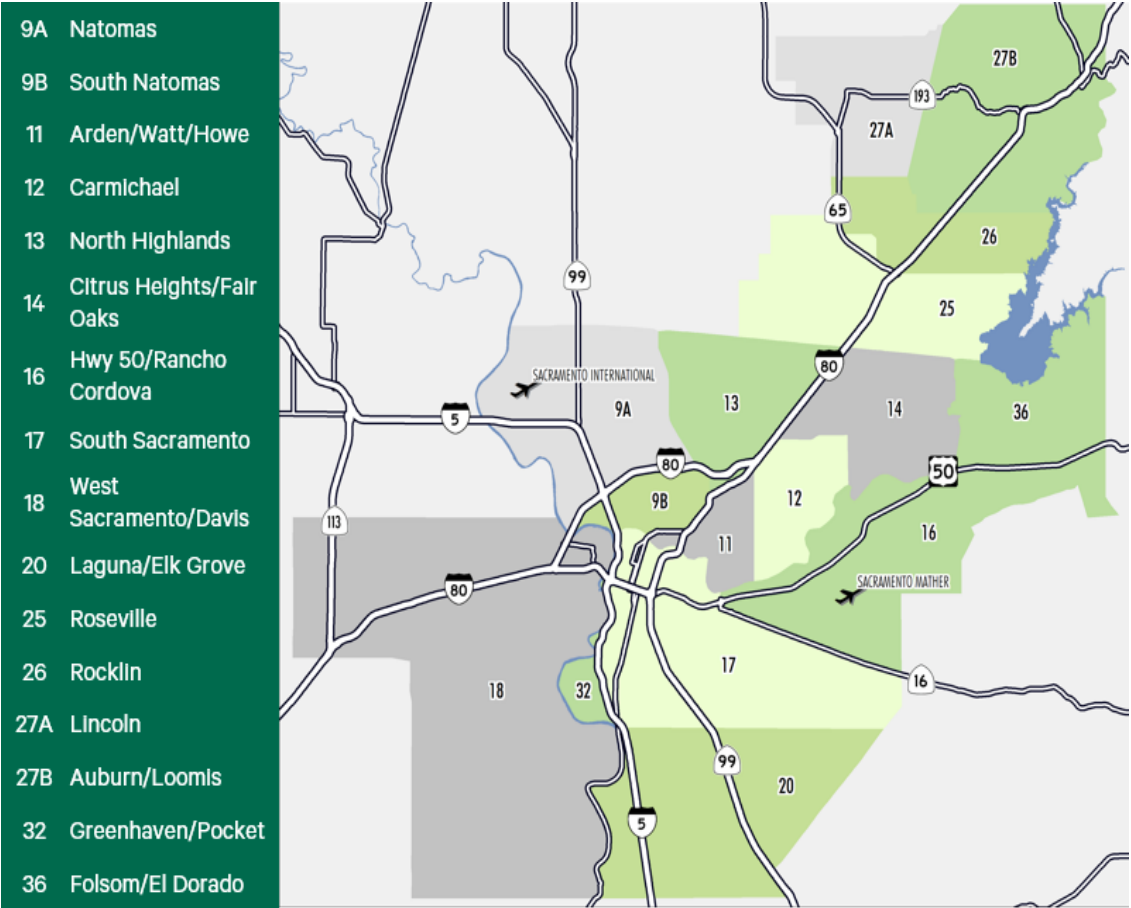 9A Natomas
9B South Natomas
11 Arden/Watt/Howe
12 Carmichael
13 North Highlands
14 Citrus Heights/Fair
Oaks
16 Hwy 50/Rancho
Cordova
17 South Sacramento
18 West
Sacramento/Davis
20 Laguna/Elk Grove
25 Roseville
26 Rocklin
27A Lincoln
27B Auburn/Loomis
32 Greenhaven/Pocket
36 Folsom/El Dorado
27B
193
27A
65
26
99
25
80
SACRAMENTO INTERNATIONAL
9A
13
14
36
5
80
50
9B
12
113
11
16
80
SACRAMENTO MATHER
17
18
32
16
99
20
5